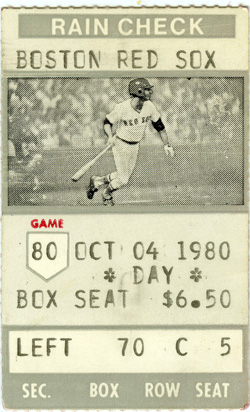 RAIN CHECK
BOSTON RED SOX
RED SOX
GAME
80 OCT 04 1980
* DAY *
BOX SEAT $6.50
LEFT 70 C 5
SEC. BOX ROW SEAT